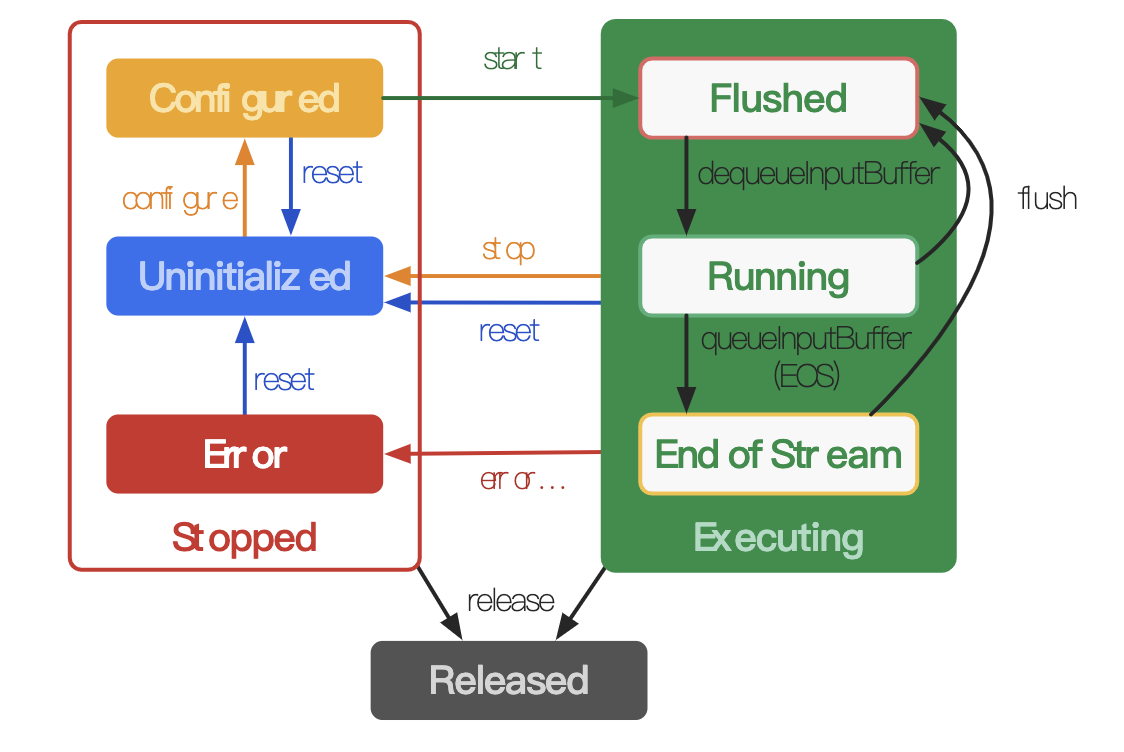 start
Configured
Flushed
reset
dequeueInputBuffer
configure
flush
stop
Uninitialized
Running
reset
queueInputBuffer
(EOS)
reset
Error
End of Stream
error...
Stopped
Executing
release
Released